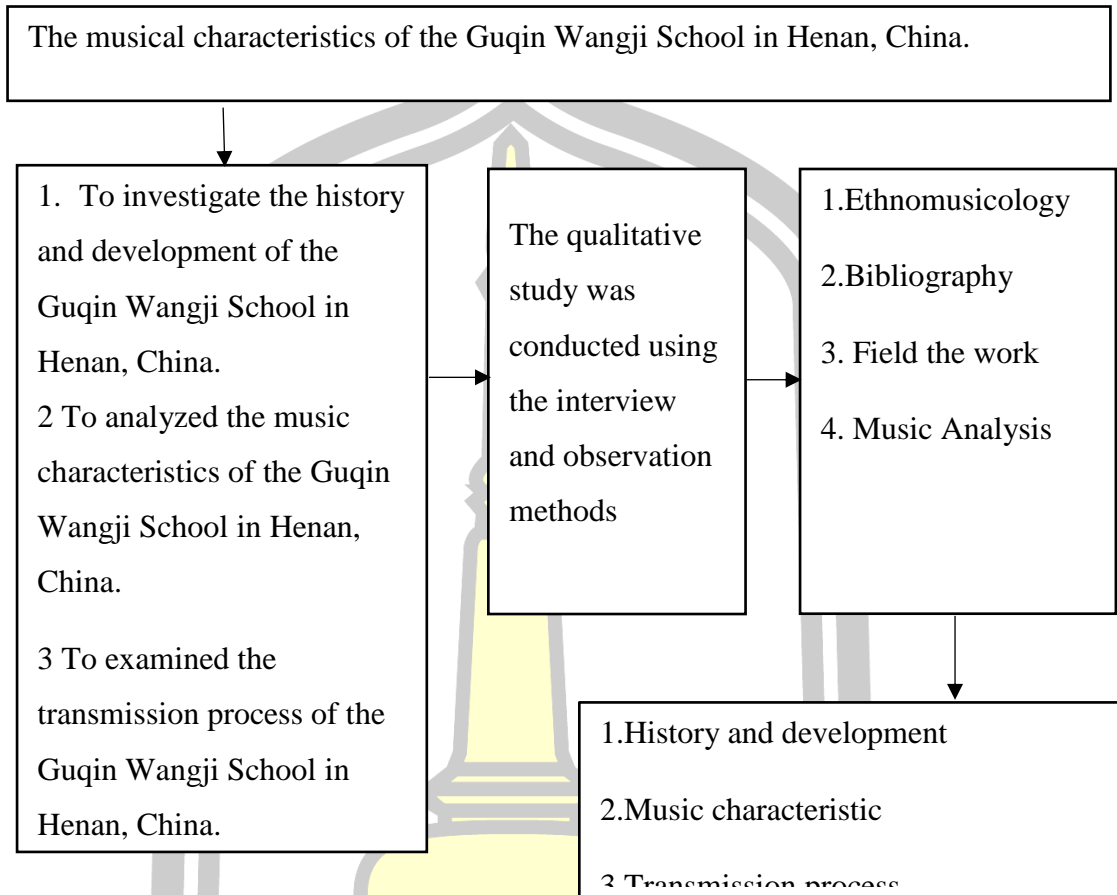 The musical characteristics of the Guqin Wangji School in Henan, China.
1. To investigate the history
and development of the
Guqin Wangji School in
Henan, China.
2 To analyzed the music
characteristics of the Guqin
Wangji School in Henan,
China.
3 To examined the
transmission process of the
Guqin Wangji School in
Henan, China.
The qualitative
study was
conducted using
the interview
and observation
methods
1.Ethnomusicology
2.Bibliography
3. Field the work
4. Music Analysis
1.History and development
2.Music characteristic
3 Transmission process